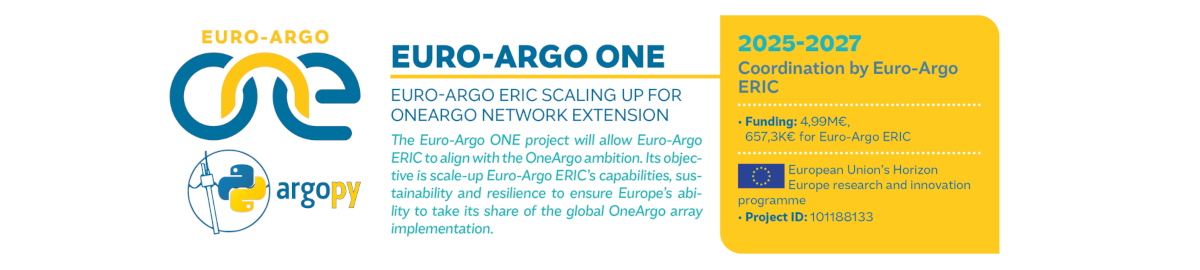 EURO-ARGO
one
argopy
EURO-ARGO ONE
EURO-ARGO ERIC SCALING UP FOR
ONEARGO NETWORK EXTENSION
The Euro-Argo ONE project will allow Euro-Argo
ERIC to align with the OneArgo ambition. Its objec-
tive is scale-up Euro-Argo ERIC's capabilities, sus-
tainability and resilience to ensure Europe's abi-
lity to take its share of the global OneArgo array
implementation.
2025-2027
Coordination by Euro-Argo
ERIC
• Funding: 4,99M€,
657,3K€ for Euro-Argo ERIC
European Union's Horizon
Europe research and innovation
programme
• Project ID: 101188133